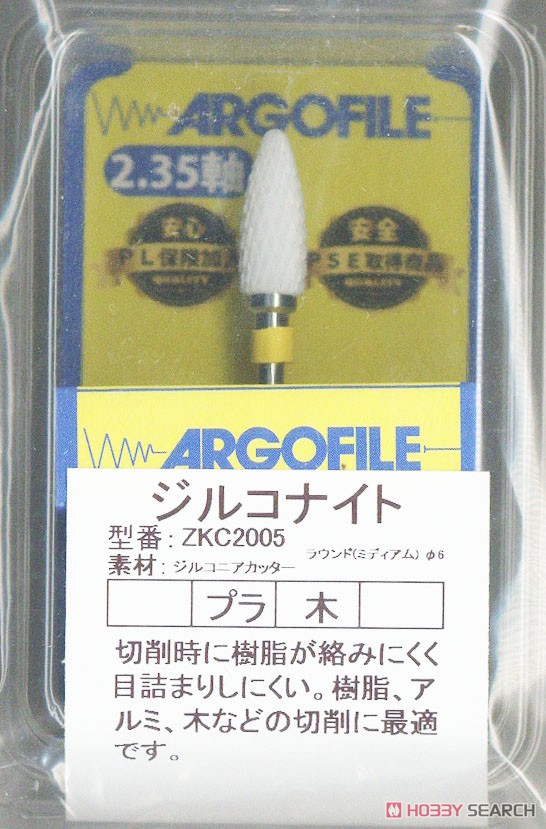 ARGOFILE
2.35軸
安心
PL保険加入
QUALITY
安全
PSE取得商品
QUALITY
ARGOFILE
ジルコナイト
型番:ZKC2005
ラウンド(ミディアム) φ6
素材:ジルコニアカッター
プラ 木
切削時に樹脂が絡みにくく
目詰まりしにくい。樹脂、ア
ルミ、木などの切削に最適
です。
HOBBY SEARCH